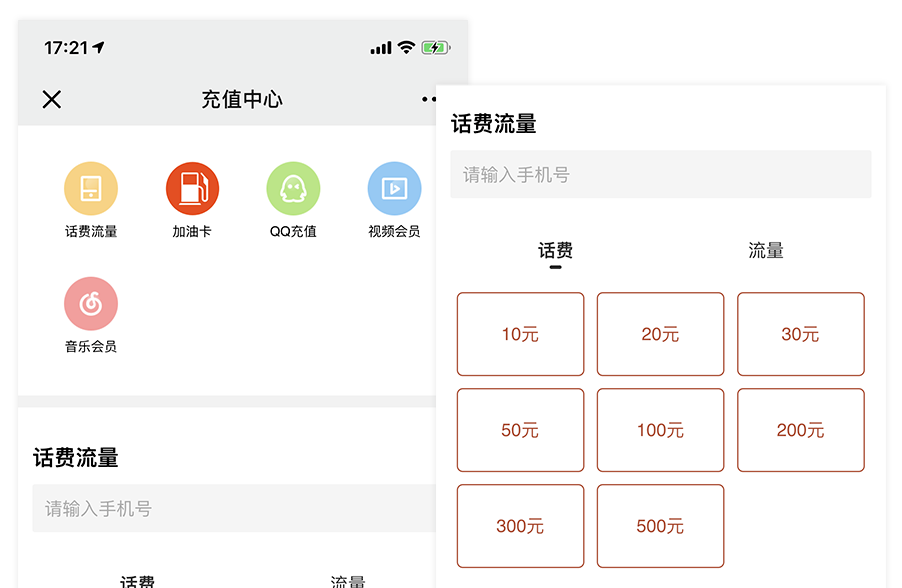 17:21
充值中心
话费流量
加油卡
QQ充值
视频会员
音乐会员
话费流量
请输入手机号
话费
流量
话费流量
请输入手机号
话费
流量
10元
20元
30元
50元
100元
200元
300元
500元